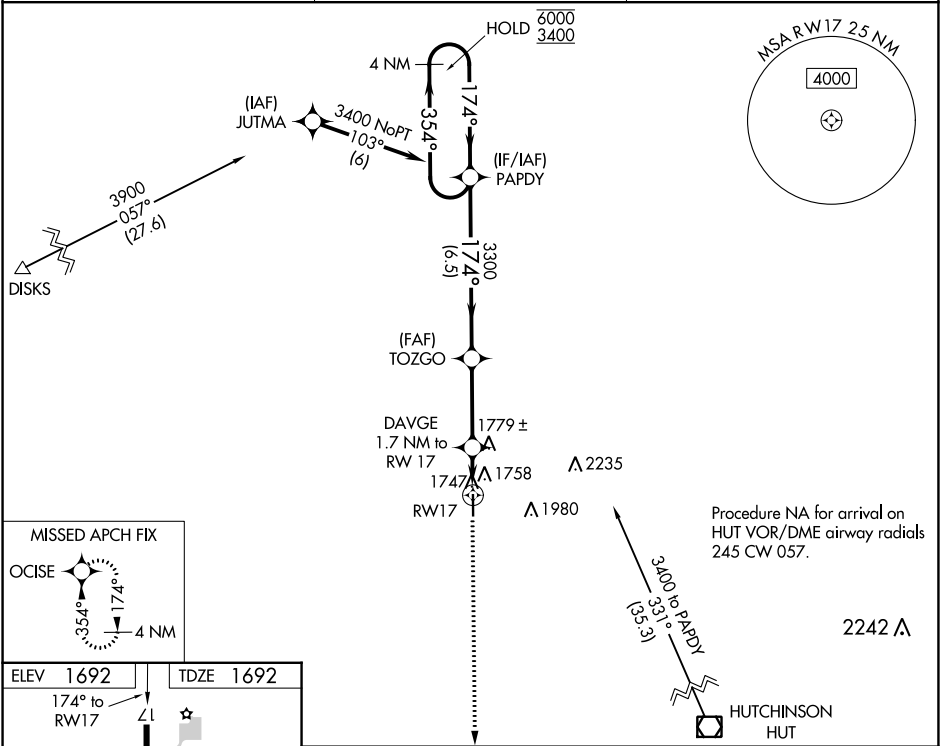 HOLD 6000
3400
4 NM
174°
354°
MSA RW17 25 NM
4000
(IAF)
JUTMA
3400 NoPT
103°
(6)
(IF/IAF)
PAPDY
3900
057°
(27.6)
DISKS
3300
174°
(6.5)
(FAF)
TOZGO
DAVGE
1.7 NM to
RW 17
1779 ±
1747
1758
2235
RW17
1980
Procedure NA for arrival on
HUT VOR/DME airway radials
245 CW 057.
3400 to PAPDY
331°
(35.3)
2242
HUTCHINSON
HUT
MISSED APCH FIX
OCISE
354°
174°
4 NM
ELEV 1692
TDZE 1692
174° to
RW17
17